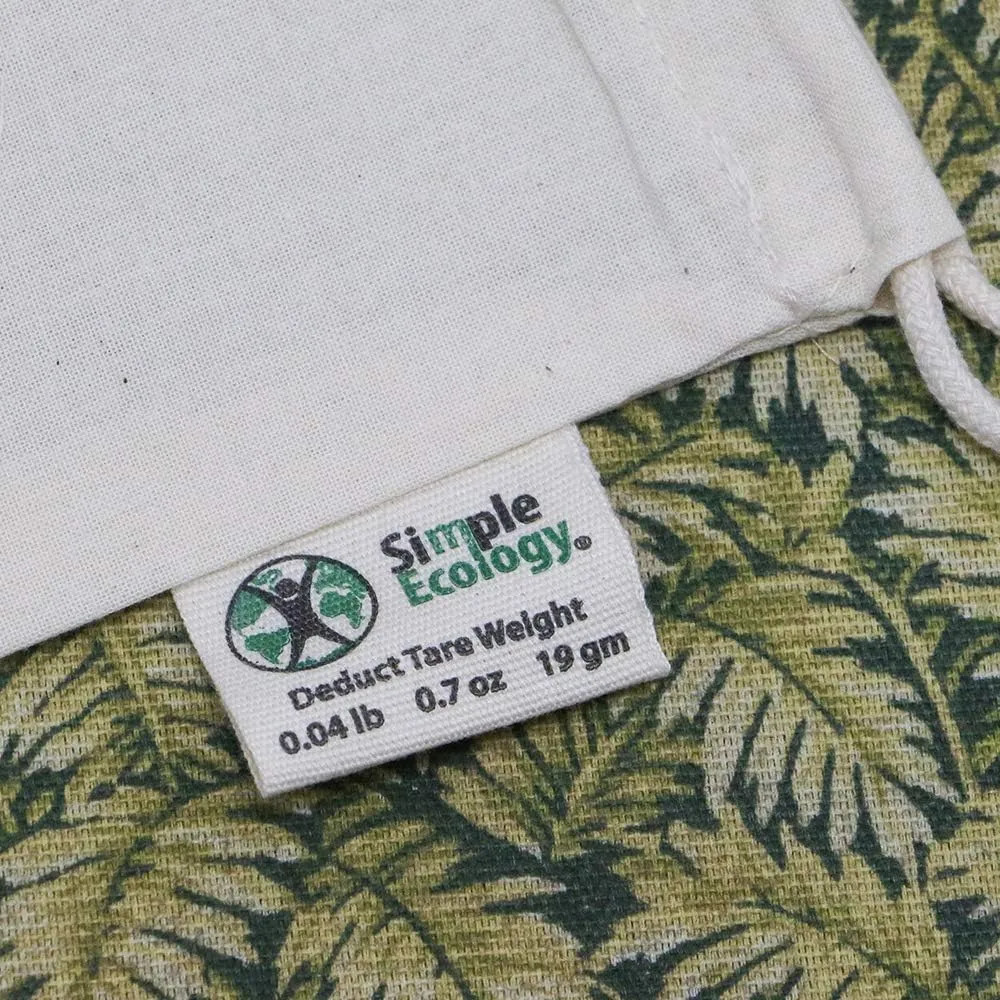 Simple
Ecology®
Deduct Tare Weight
0.04 lb 0.7 oz 19 gm